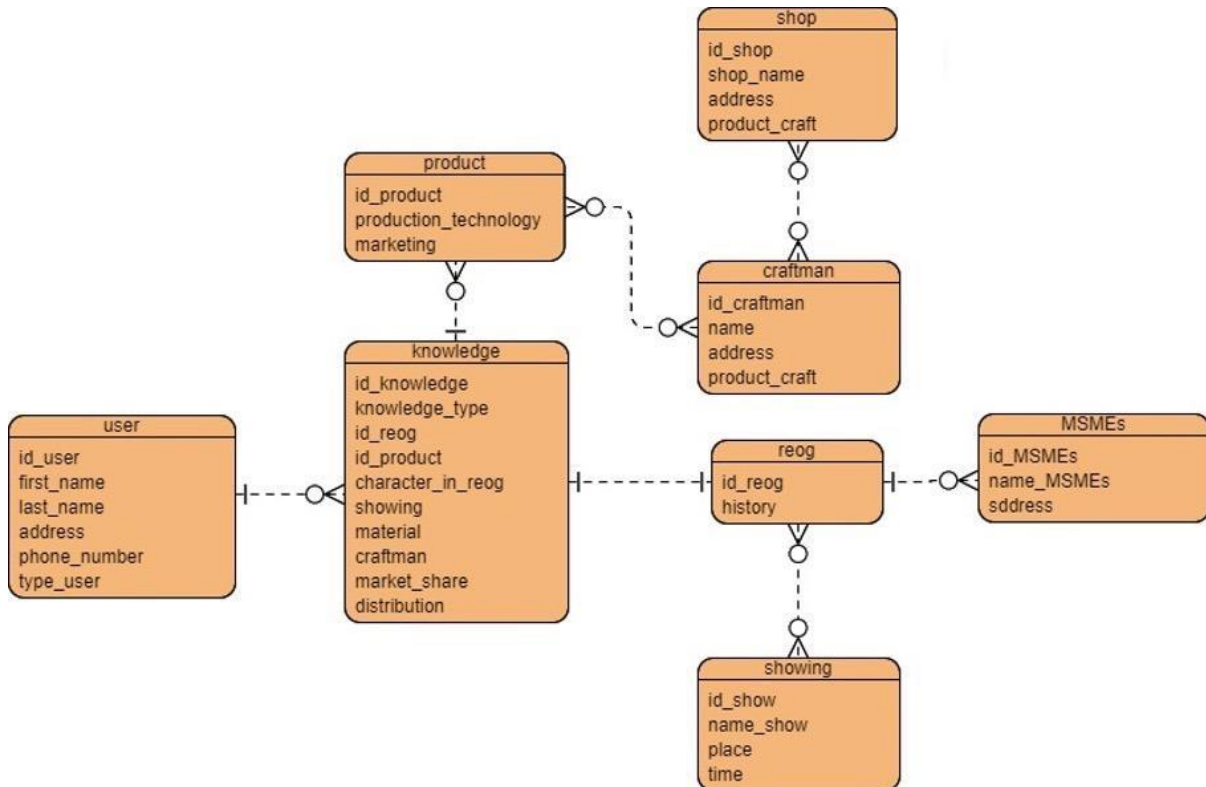 shop
id_shop
shop_name
address
product_craft
product
id_product
production_technology
marketing
craftman
id_craftman
name
address
product_craft
knowledge
id_knowledge
knowledge_type
id_reog
id_product
character_in_reog
showing
material
craftman
market_share
distribution
user
id_user
first_name
last_name
address
phone_number
type_user
reog
id_reog
history
MSMEs
id_MSMEs
name_MSMEs
sddress
showing
id_show
name_show
place
time